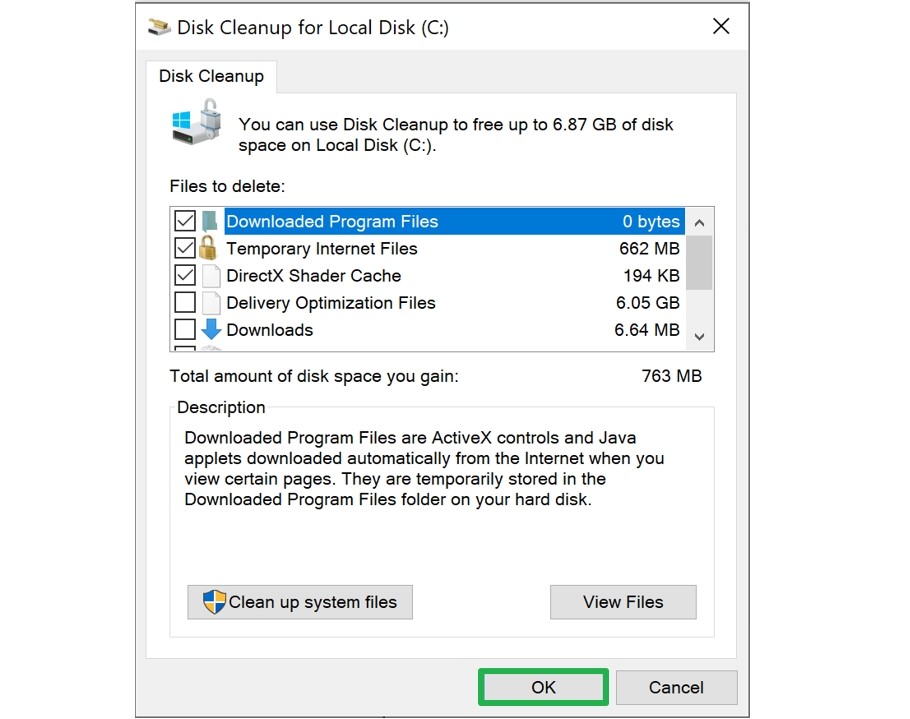 Disk Cleanup for Local Disk (C:)
Disk Cleanup
You can use Disk Cleanup to free up to 6.87 GB of disk
space on Local Disk (C:).
Files to delete:
Downloaded Program Files 0 bytes
Temporary Internet Files 662 MB
DirectX Shader Cache 194 KB
Delivery Optimization Files 6.05 GB
Downloads 6.64 MB
Total amount of disk space you gain: 763 MB
Description
Downloaded Program Files are ActiveX controls and Java
applets downloaded automatically from the Internet when you
view certain pages. They are temporarily stored in the
Downloaded Program Files folder on your hard disk.
Clean up system files View Files
OK Cancel